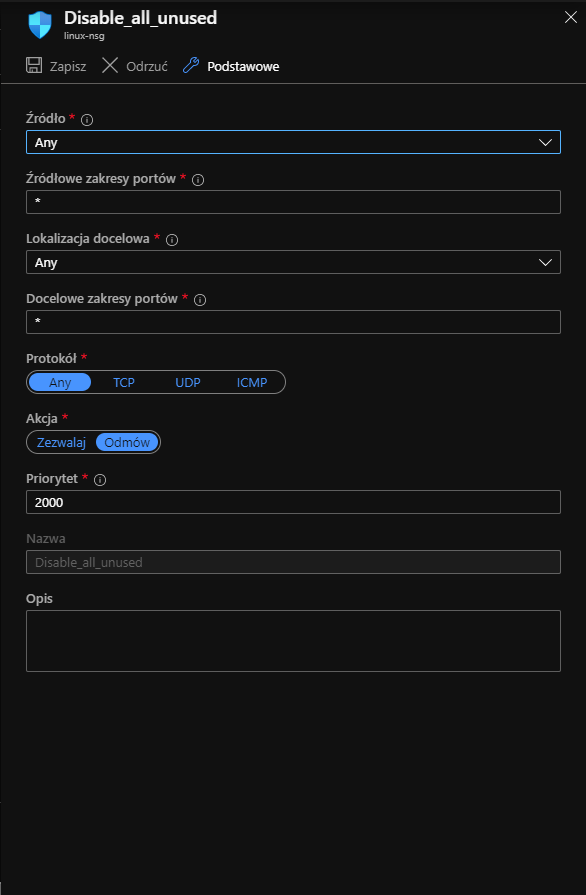 Disable_all_unused
linux-nsg
Zapisz Odrzuć Podstawowe
Źródło *
Any
Źródłowe zakresy portów *
*
Lokalizacja docelowa *
Any
Docelowe zakresy portów *
*
Protokół *
Any TCP UDP ICMP
Akcja *
Zezwalaj Odmów
Priorytet *
2000
Nazwa
Disable_all_unused
Opis